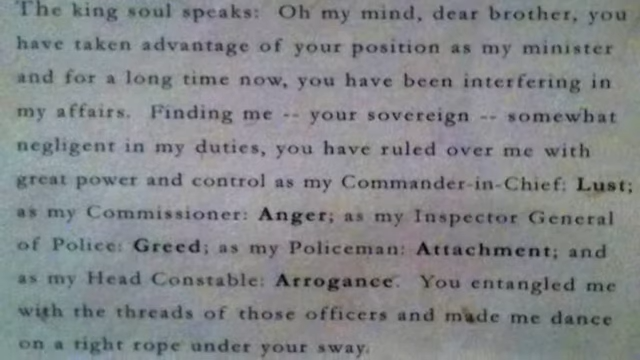 The king soul speaks: Oh my mind, dear brother, you
have taken advantage of your position as my minister
and for a long time now, you have been interfering in
my affairs. Finding me -- your sovereign -- somewhat
negligent in my duties, you have ruled over me with
great power and control as my Commander-in-Chief: Lust;
as my Commissioner: Anger; as my Inspector General
of Police: Greed; as my Policeman: Attachment; and
as my Head Constable: Arrogance. You entangled me
with the threads of those officers and made me dance
on a tight rope under your sway.